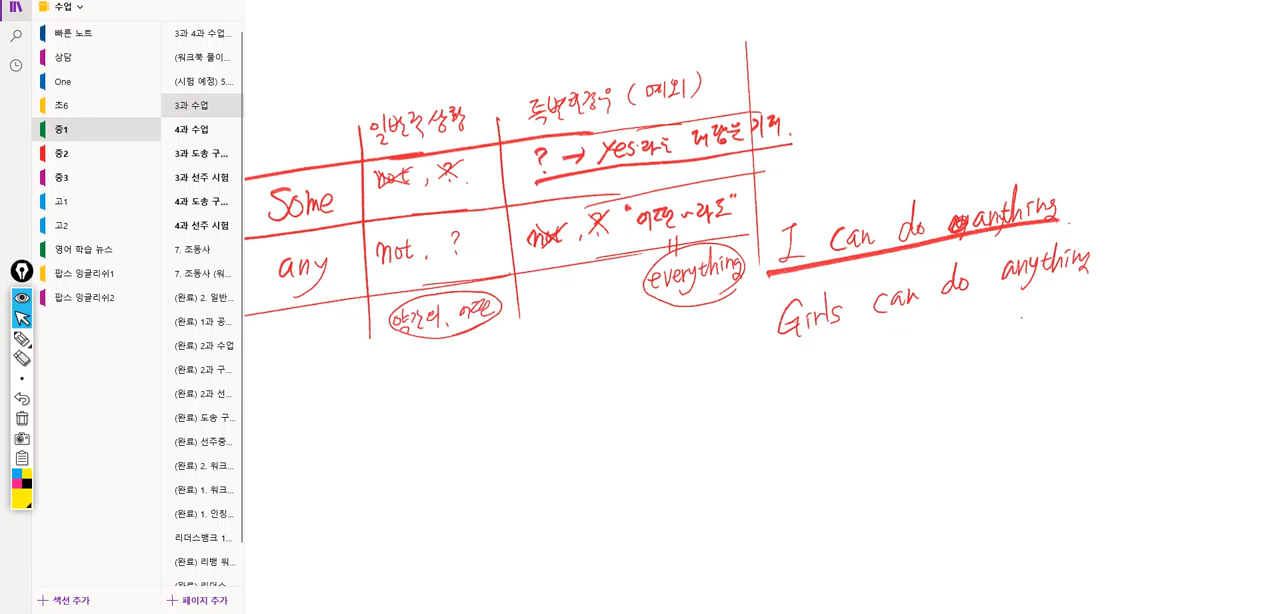 수업
빠른 노트
상담
One
초6
중1
중2
중3
고1
고2
영어 학습 뉴스
팝스 잉글리쉬1
팝스 잉글리쉬2
섹션 추가
3과 4과 수업...
(워크북 풀이...
(시험 예정) 5....
3과 수업
4과 수업
3과 도송 구...
3과 선주 시험
4과 도송 구...
4과 선주 시험
7. 조동사
7. 조동사 (워...
(완료) 2. 일반...
(완료) 1과 공...
(완료) 2과 수업
(완료) 2과 구...
(완료) 2과 선...
(완료) 도송 구...
(완료) 선주중...
(완료) 2. 워크...
(완료) 1. 워크...
(완료) 1. 인칭...
리더스뱅크 1...
(완료) 리뱅 워...
페이지 추가
일반적 상황
특별한 경우 (예외)
Some
not, ?
? → Yes라는 대답을 기대.
any
not, ?
not, ? "어떤 ~라도"
everything
약간의, 어떤
I can do anything.
Girls can do anything